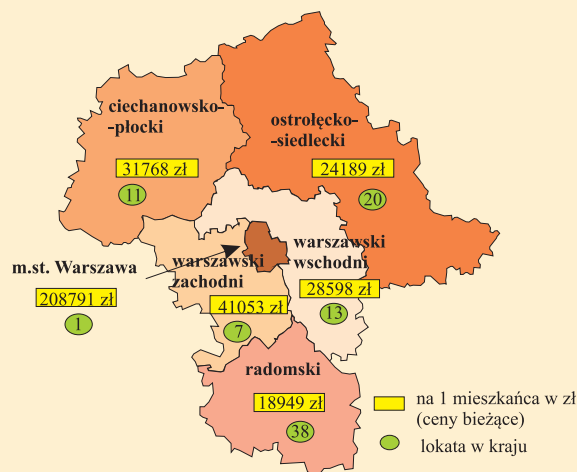 ciechanowsko-
-płocki
31768 zł
11
ostrołęcko-
-siedlecki
24189 zł
20
m.st. Warszawa
208791 zł
1
warszawski
zachodni
41053 zł
7
warszawski
wschodni
28598 zł
13
radomski
18949 zł
38
na 1 mieszkańca w zł
(ceny bieżące)
lokata w kraju